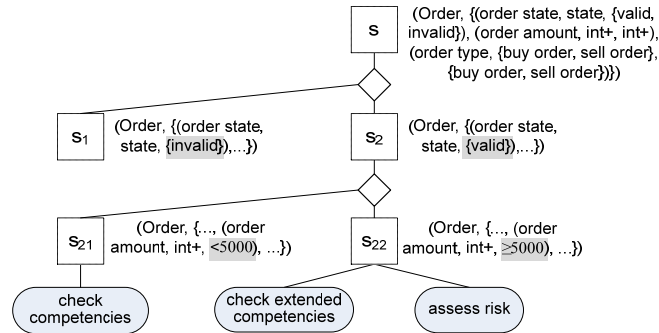 S
(Order, {(order state, state, {valid,
invalid}), (order amount, int+, int+),
(order type, {buy order, sell order},
{buy order, sell order})})
S1
(Order, {(order state,
state, {invalid}),...})
S2
(Order, {(order state,
state, {valid},...})
S21
(Order, {..., (order
amount, int+, <5000), ...})
S22
(Order, {..., (order
amount, int+, ≥5000), ...})
check
competencies
check extended
competencies
assess risk